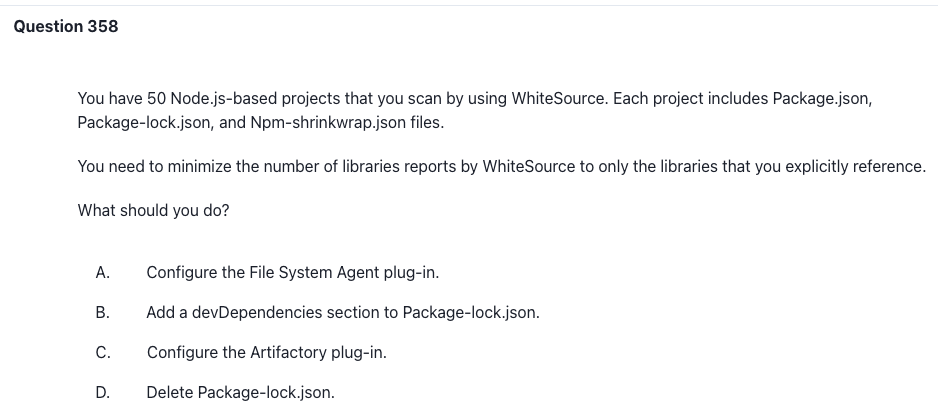 Question 358
You have 50 Node.js-based projects that you scan by using WhiteSource. Each project includes Package.json,
Package-lock.json, and Npm-shrinkwrap.json files.
You need to minimize the number of libraries reports by WhiteSource to only the libraries that you explicitly reference.
What should you do?
A. Configure the File System Agent plug-in.
B. Add a devDependencies section to Package-lock.json.
C. Configure the Artifactory plug-in.
D. Delete Package-lock.json.